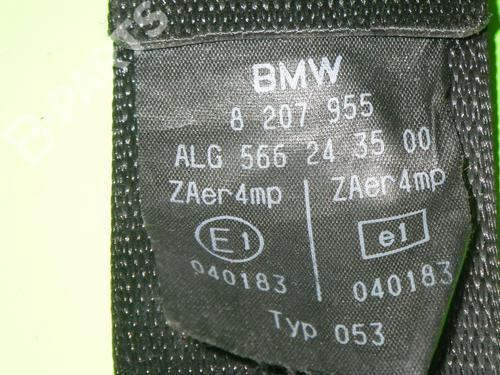 BMW
8 207 955
ALG 566 24 35 00
ZAer4mp ZAer4mp
E1 e1
040183 040183
Typ 053
B-PARTS